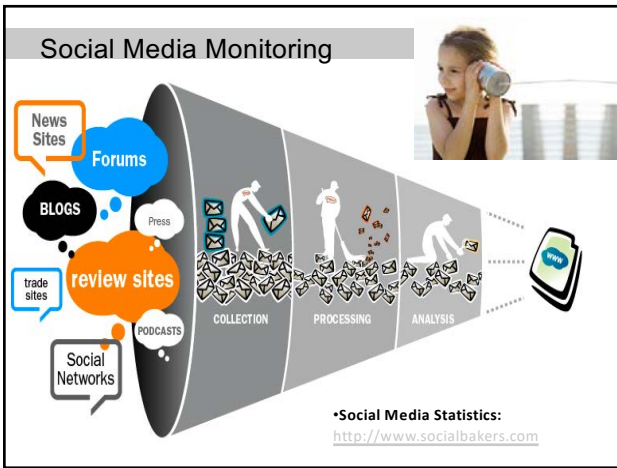 Social Media Monitoring
News
Sites
Forums
BLOGS
Press
review sites
trade
sites
PODCASTS
Social
Networks
COLLECTION
PROCESSING
ANALYSIS
www
•Social Media Statistics:
http://www.socialbakers.com